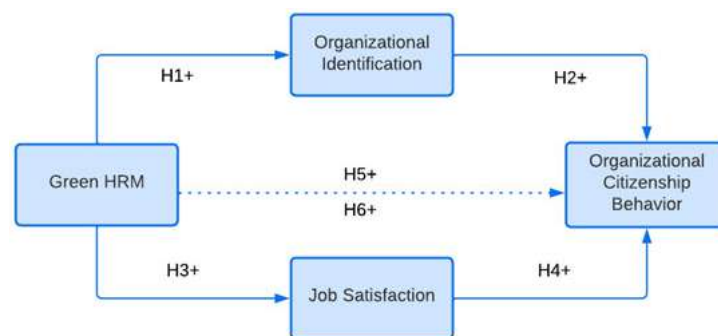 Organizational
Identification
H1+
H2+
Green HRM
H5+
H6+
Organizational
Citizenship
Behavior
H3+
Job Satisfaction
H4+